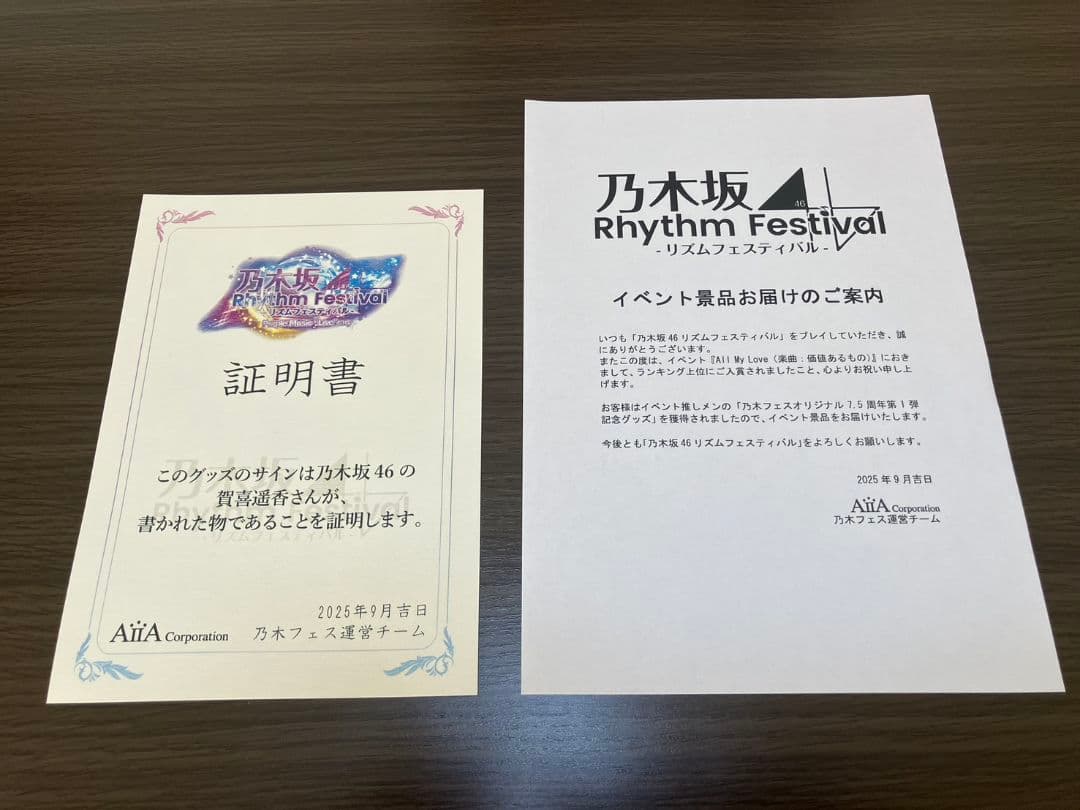 乃木坂46
Rhythm Festival
-リズムフェスティバル-
証明書
このグッズのサインは乃木坂46の
賀喜遥香さんが、
書かれた物であることを証明します。
2025年9月吉日
AiiA Corporation
乃木フェス運営チーム
乃木坂46
Rhythm Festival
-リズムフェスティバル-
イベント景品お届けのご案内
いつも「乃木坂46リズムフェスティバル」をプレイしていただき、誠
にありがとうございます。
またこの度は、イベント『All My Love（楽曲：価値あるもの）』におき
まして、ランキング上位にご入賞されましたこと、心よりお祝い申し上
げます。
お客様はイベント推しメンの「乃木フェスオリジナル7.5周年第1弾
記念グッズ」を獲得されましたので、イベント景品をお届けいたします。
今後とも「乃木坂46リズムフェスティバル」をよろしくお願いします。
2025年9月吉日
AiiA Corporation
乃木フェス運営チーム